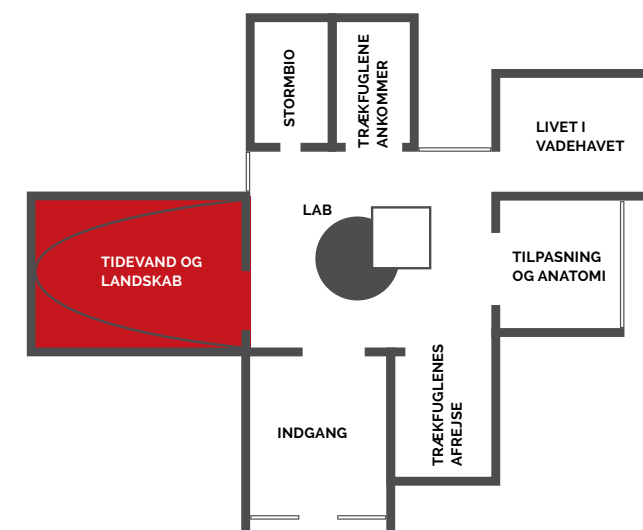 STORMBIO
TRÆKFUGLENE
ANKOMMER
LIVET I
VADEHAVET
LAB
TIDEVAND OG
LANDSKAB
TILPASNING
OG ANATOMI
INDGANG
TRÆKFUGLENES
AFREJSE